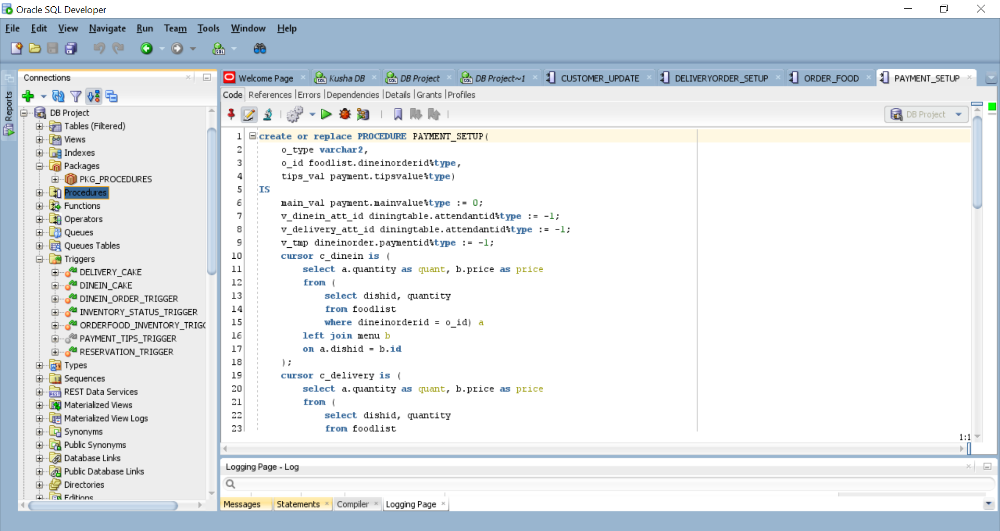 Oracle SQL Developer
File Edit View Navigate Run Team Tools Window Help
Reports
Connections
DB Project
Tables (Filtered)
Views
Indexes
Packages
PKG_PROCEDURES
Procedures
Functions
Operators
Queues
Queues Tables
Triggers
DELIVERY_CAKE
DINEIN_CAKE
DINEIN_ORDER_TRIGGER
INVENTORY_STATUS_TRIGGER
ORDERFOOD_INVENTORY_TRIGG
PAYMENT_TIPS_TRIGGER
RESERVATION_TRIGGER
Types
Sequences
REST Data Services
Materialized Views
Materialized View Logs
Synonyms
Public Synonyms
Database Links
Public Database Links
Directories
Editions
Welcome Page Kusha DB DB Project DB Project~1 CUSTOMER_UPDATE DELIVERYORDER_SETUP ORDER_FOOD PAYMENT_SETUP
Code References Errors Dependencies Details Grants Profiles
DB Project
1 create or replace PROCEDURE PAYMENT_SETUP(
2 o_type varchar2,
3 o_id foodlist.dineinorderid%type,
4 tips_val payment.tipsvalue%type)
5 IS
6 main_val payment.mainvalue%type := 0;
7 v_dinein_att_id diningtable.attendantid%type := -1;
8 v_delivery_att_id diningtable.attendantid%type := -1;
9 v_tmp dineinorder.paymentid%type := -1;
10 cursor c_dinein is (
11 select a.quantity as quant, b.price as price
12 from (
13 select dishid, quantity
14 from foodlist
15 where dineinorderid = o_id) a
16 left join menu b
17 on a.dishid = b.id
18 );
19 cursor c_delivery is (
20 select a.quantity as quant, b.price as price
21 from (
22 select dishid, quantity
23 from foodlist
1:1
Logging Page - Log
Messages Statements Compiler Logging Page